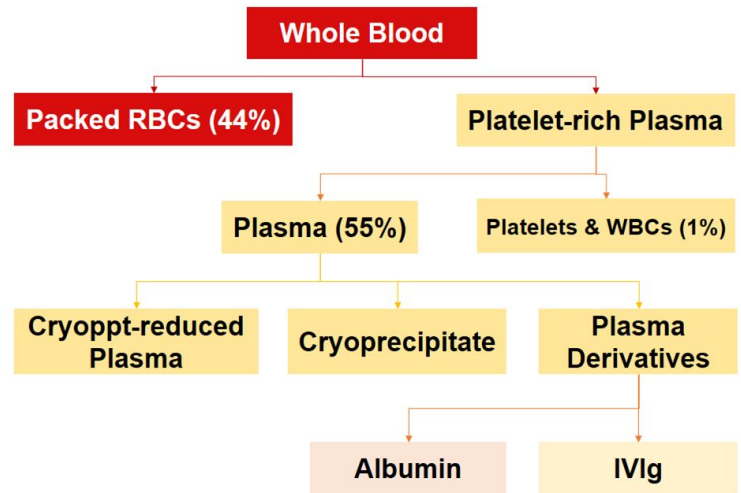 Whole Blood
Packed RBCs (44%)
Platelet-rich Plasma
Plasma (55%)
Platelets & WBCs (1%)
Cryoppt-reduced
Plasma
Cryoprecipitate
Plasma
Derivatives
Albumin
IVIg